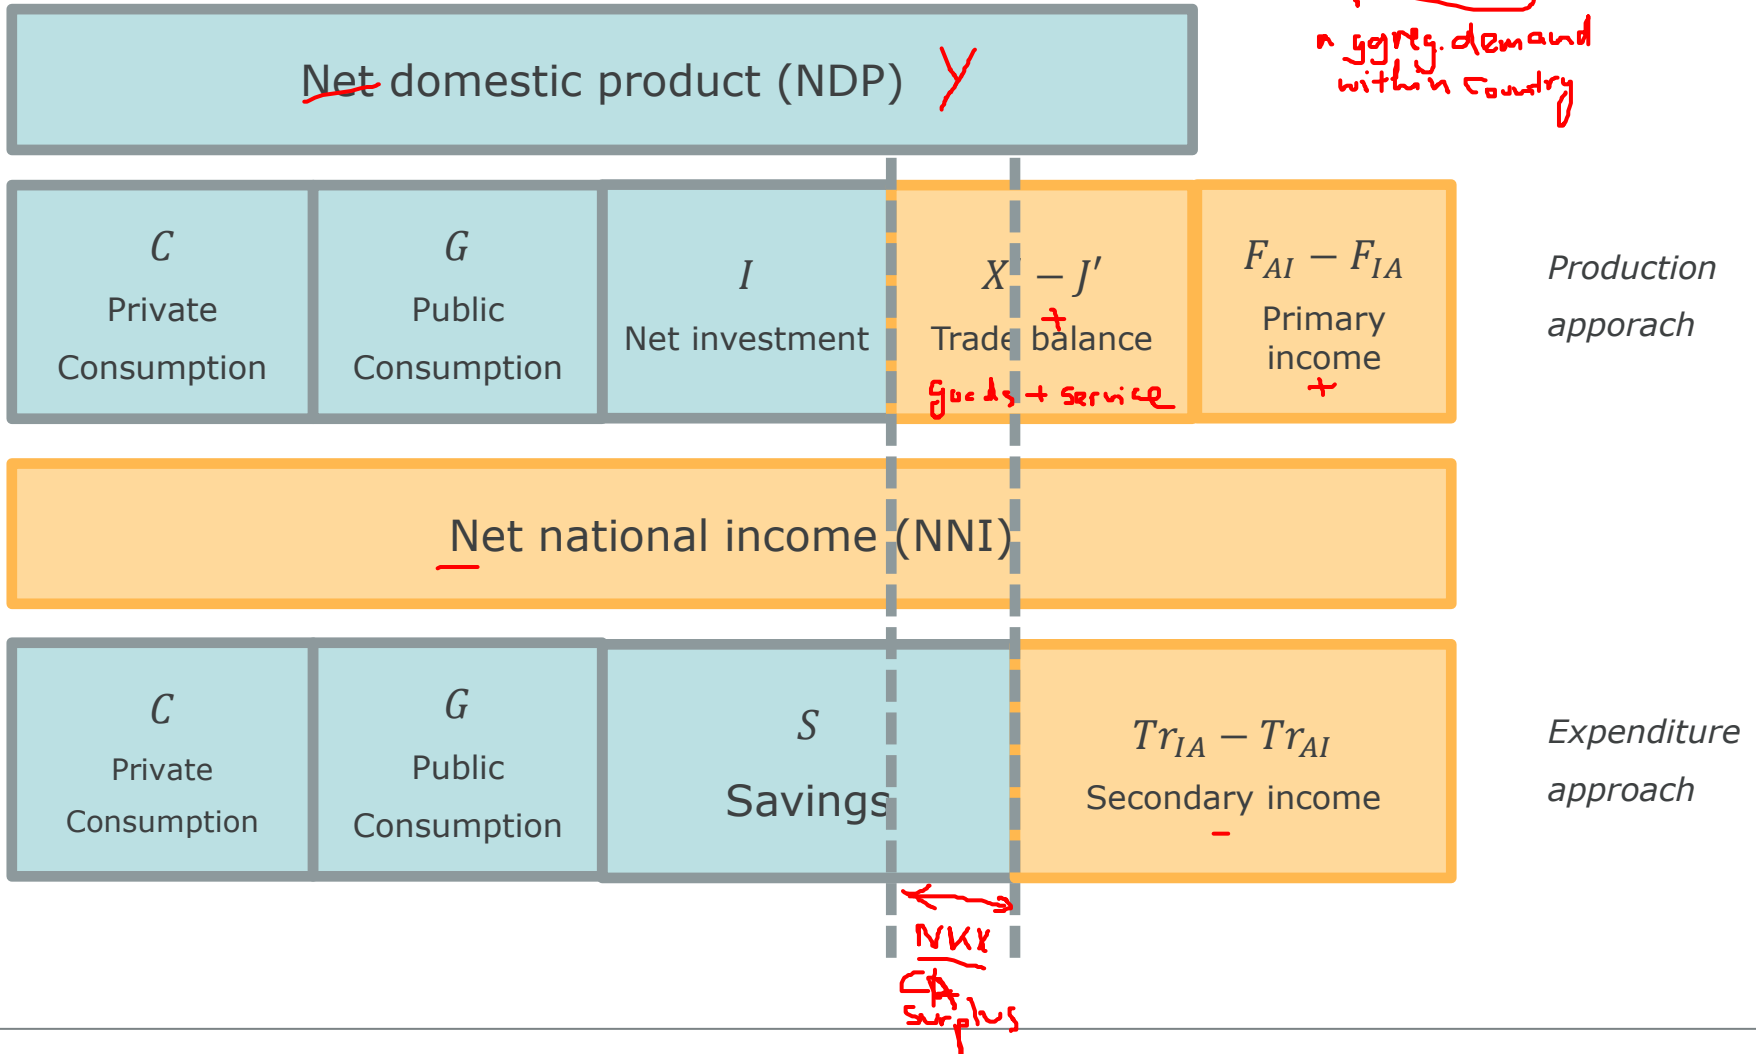 aggreg. demand
within country
Net domestic product (NDP) Y
C
Private
Consumption
G
Public
Consumption
I
Net investment
X' − J'
+
Trade balance
goods + service
F_AI − F_IA
Primary
income
+
Production
apporach
Net national income (NNI)
C
Private
Consumption
G
Public
Consumption
S
Savings
Tr_IA − Tr_AI
Secondary income
−
Expenditure
approach
NKX
CA
surplus